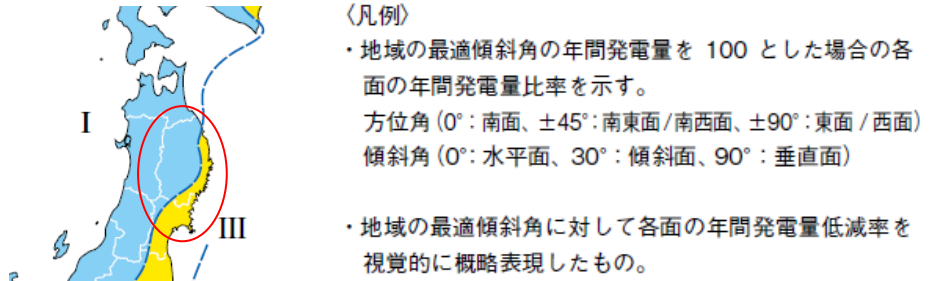 〈凡例〉
・地域の最適傾斜角の年間発電量を 100 とした場合の各
面の年間発電量比率を示す。
方位角(0°:南面、±45°:南東面/南西面、±90°:東面/西面)
傾斜角(0°:水平面、30°:傾斜面、90°:垂直面)
・地域の最適傾斜角に対して各面の年間発電量低減率を
視覚的に概略表現したもの。
I
III